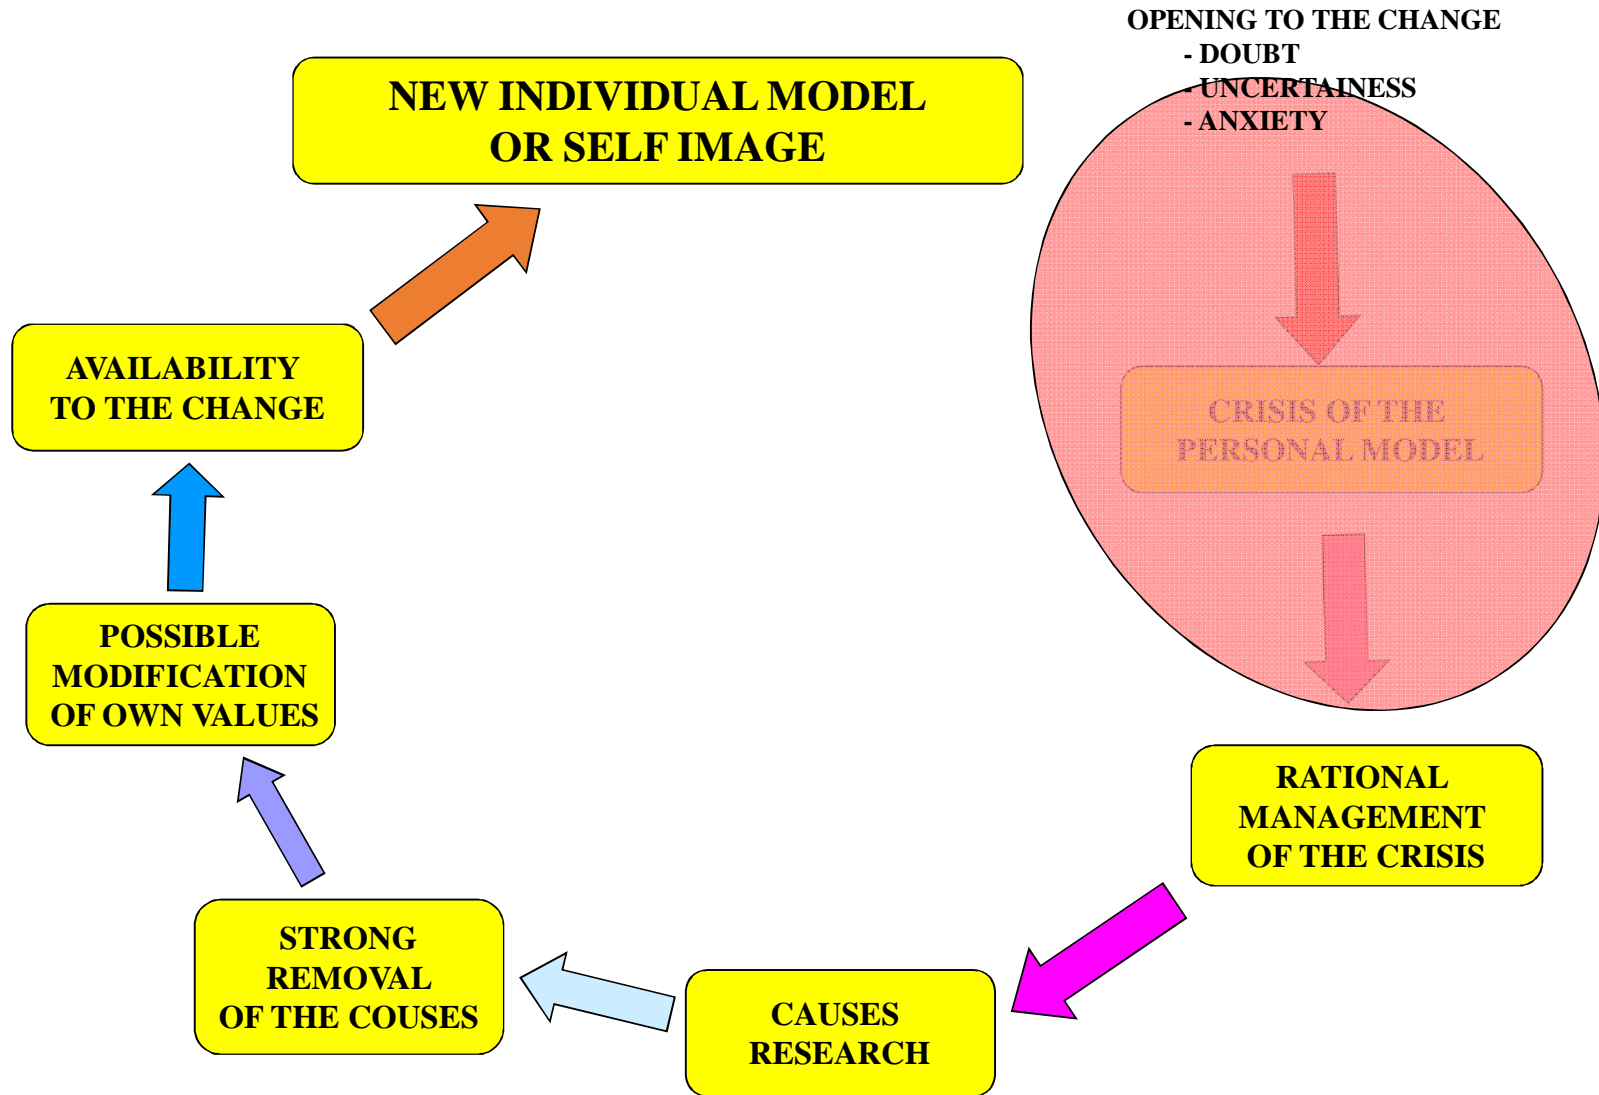 OPENING TO THE CHANGE
- DOUBT
- UNCERTAINESS
- ANXIETY
NEW INDIVIDUAL MODEL
OR SELF IMAGE
CRISIS OF THE
PERSONAL MODEL
AVAILABILITY
TO THE CHANGE
POSSIBLE
MODIFICATION
OF OWN VALUES
RATIONAL
MANAGEMENT
OF THE CRISIS
STRONG
REMOVAL
OF THE COUSES
CAUSES
RESEARCH